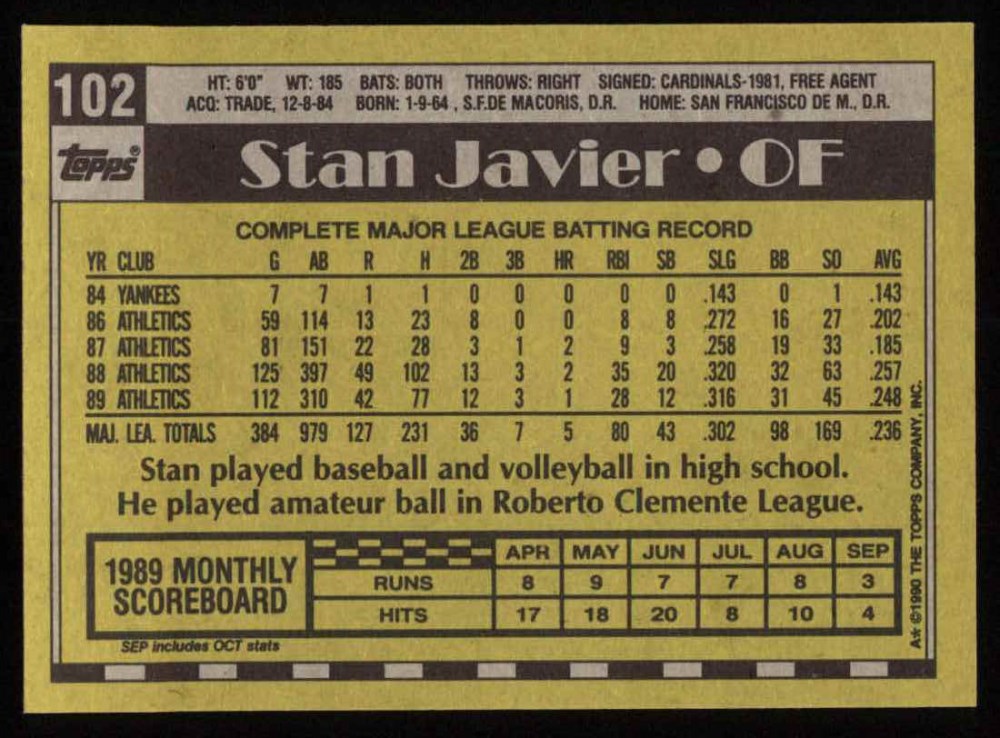 102
HT: 6'0" WT: 185 BATS: BOTH THROWS: RIGHT SIGNED: CARDINALS-1981, FREE AGENT
ACQ: TRADE, 12-8-84 BORN: 1-9-64 , S.F.DE MACORIS, D.R. HOME: SAN FRANCISCO DE M., D.R.
Topps®
Stan Javier • OF
COMPLETE MAJOR LEAGUE BATTING RECORD
YR CLUB G AB R H 2B 3B HR RBI SB SLG BB SO AVG
84 YANKEES 7 7 1 1 0 0 0 0 0 .143 0 1 .143
86 ATHLETICS 59 114 13 23 8 0 0 8 8 .272 16 27 .202
87 ATHLETICS 81 151 22 28 3 1 2 9 3 .258 19 33 .185
88 ATHLETICS 125 397 49 102 13 3 2 35 20 .320 32 63 .257
89 ATHLETICS 112 310 42 77 12 3 1 28 12 .316 31 45 .248
MAJ. LEA. TOTALS 384 979 127 231 36 7 5 80 43 .302 98 169 .236
Stan played baseball and volleyball in high school.
He played amateur ball in Roberto Clemente League.
1989 MONTHLY
SCOREBOARD
APR MAY JUN JUL AUG SEP
RUNS 8 9 7 7 8 3
HITS 17 18 20 8 10 4
SEP includes OCT stats
A* ©1990 THE TOPPS COMPANY, INC.